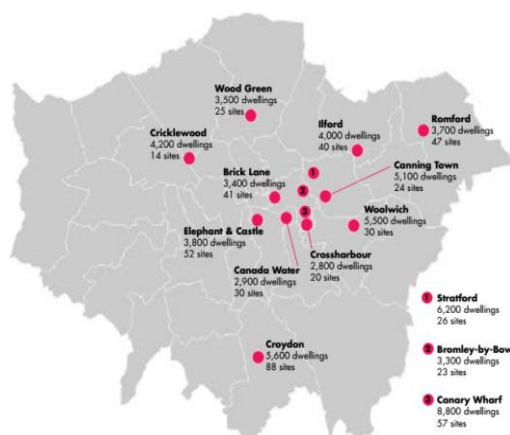 Wood Green
3,500 dwellings
25 sites
Cricklewood
4,200 dwellings
14 sites
Ilford
4,000 dwellings
40 sites
Romford
3,700 dwellings
47 sites
Brick Lane
3,400 dwellings
41 sites
Canning Town
5,100 dwellings
24 sites
Elephant & Castle
3,800 dwellings
52 sites
Canada Water
2,900 dwellings
30 sites
Crossharbour
2,800 dwellings
20 sites
Woolwich
5,500 dwellings
30 sites
1
2
3
Croydon
5,600 dwellings
88 sites
1 Stratford
6,200 dwellings
26 sites
2 Bromley-by-Bow
3,300 dwellings
23 sites
3 Canary Wharf
8,800 dwellings
57 sites